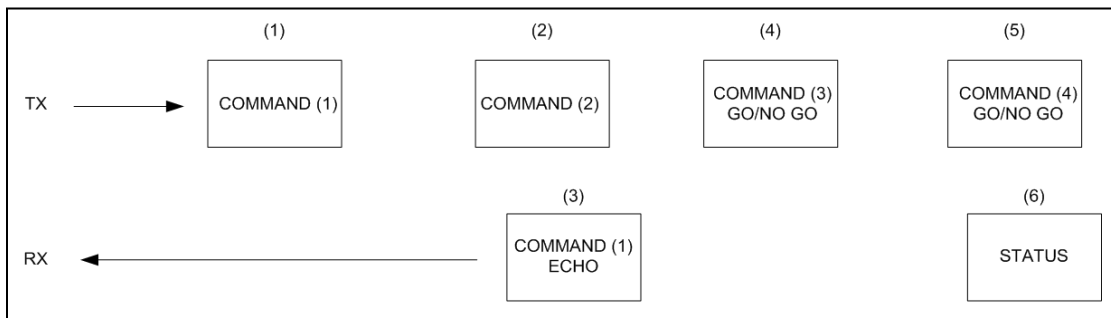 (1)
(2)
(4)
(5)
TX
COMMAND (1)
COMMAND (2)
COMMAND (3)
GO/NO GO
COMMAND (4)
GO/NO GO
(3)
(6)
RX
COMMAND (1)
ECHO
STATUS